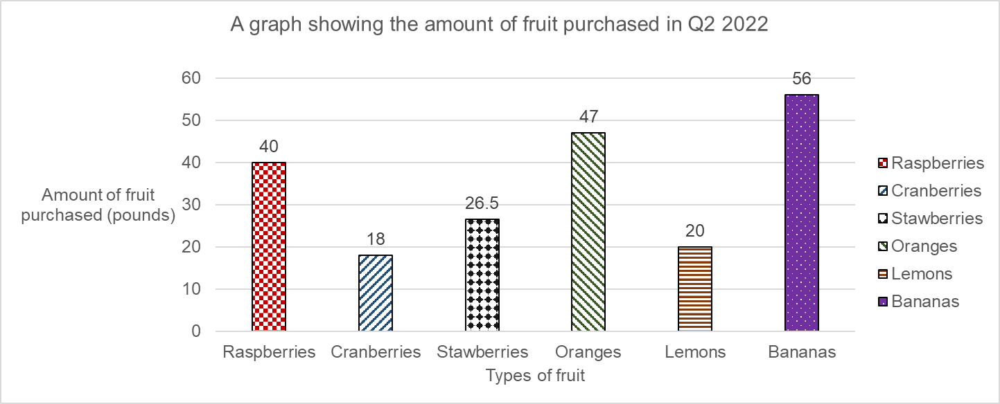 A graph showing the amount of fruit purchased in Q2 2022
60
50
40
30
20
10
0
Amount of fruit
purchased (pounds)
40
18
26.5
47
20
56
Raspberries
Cranberries
Stawberries
Oranges
Lemons
Bananas
Types of fruit
Raspberries
Cranberries
Stawberries
Oranges
Lemons
Bananas